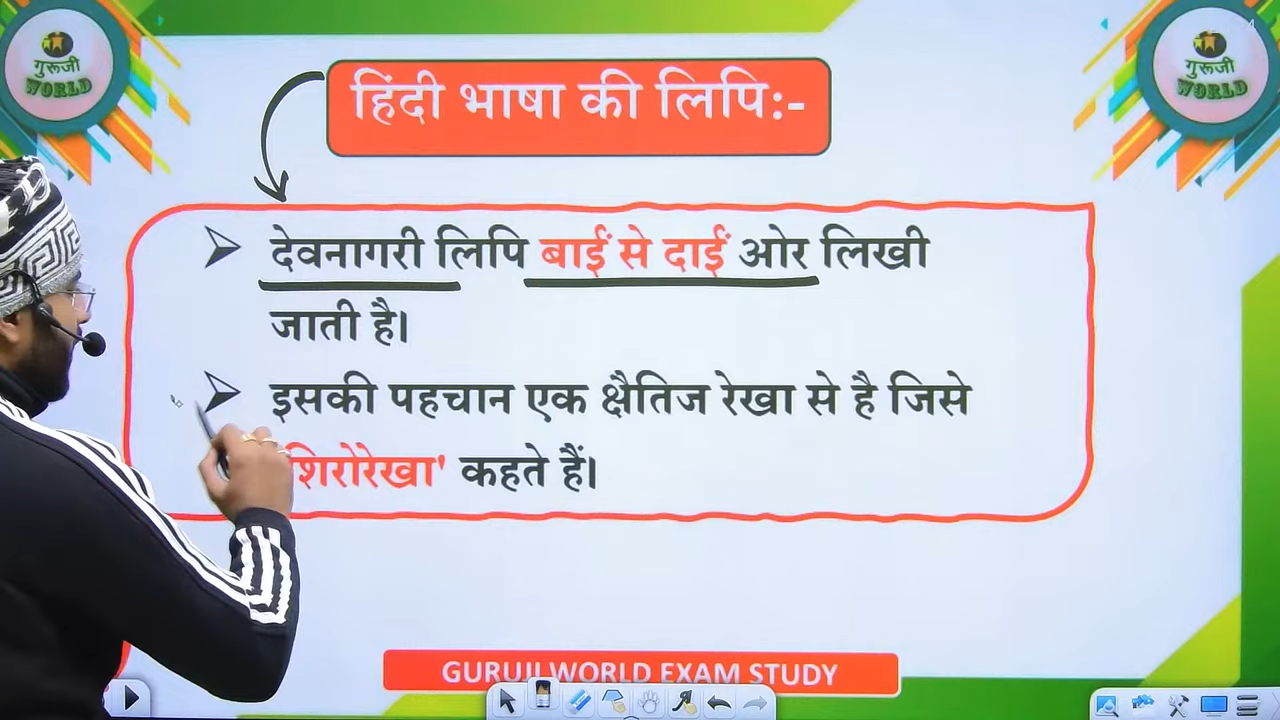 गुरूजी
WORLD
गुरूजी
WORLD
हिंदी भाषा की लिपि:-
देवनागरी लिपि बाईं से दाईं ओर लिखी
जाती है।
इसकी पहचान एक क्षैतिज रेखा से है जिसे
शिरोरेखा' कहते हैं।
GURUJI WORLD EXAM STUDY